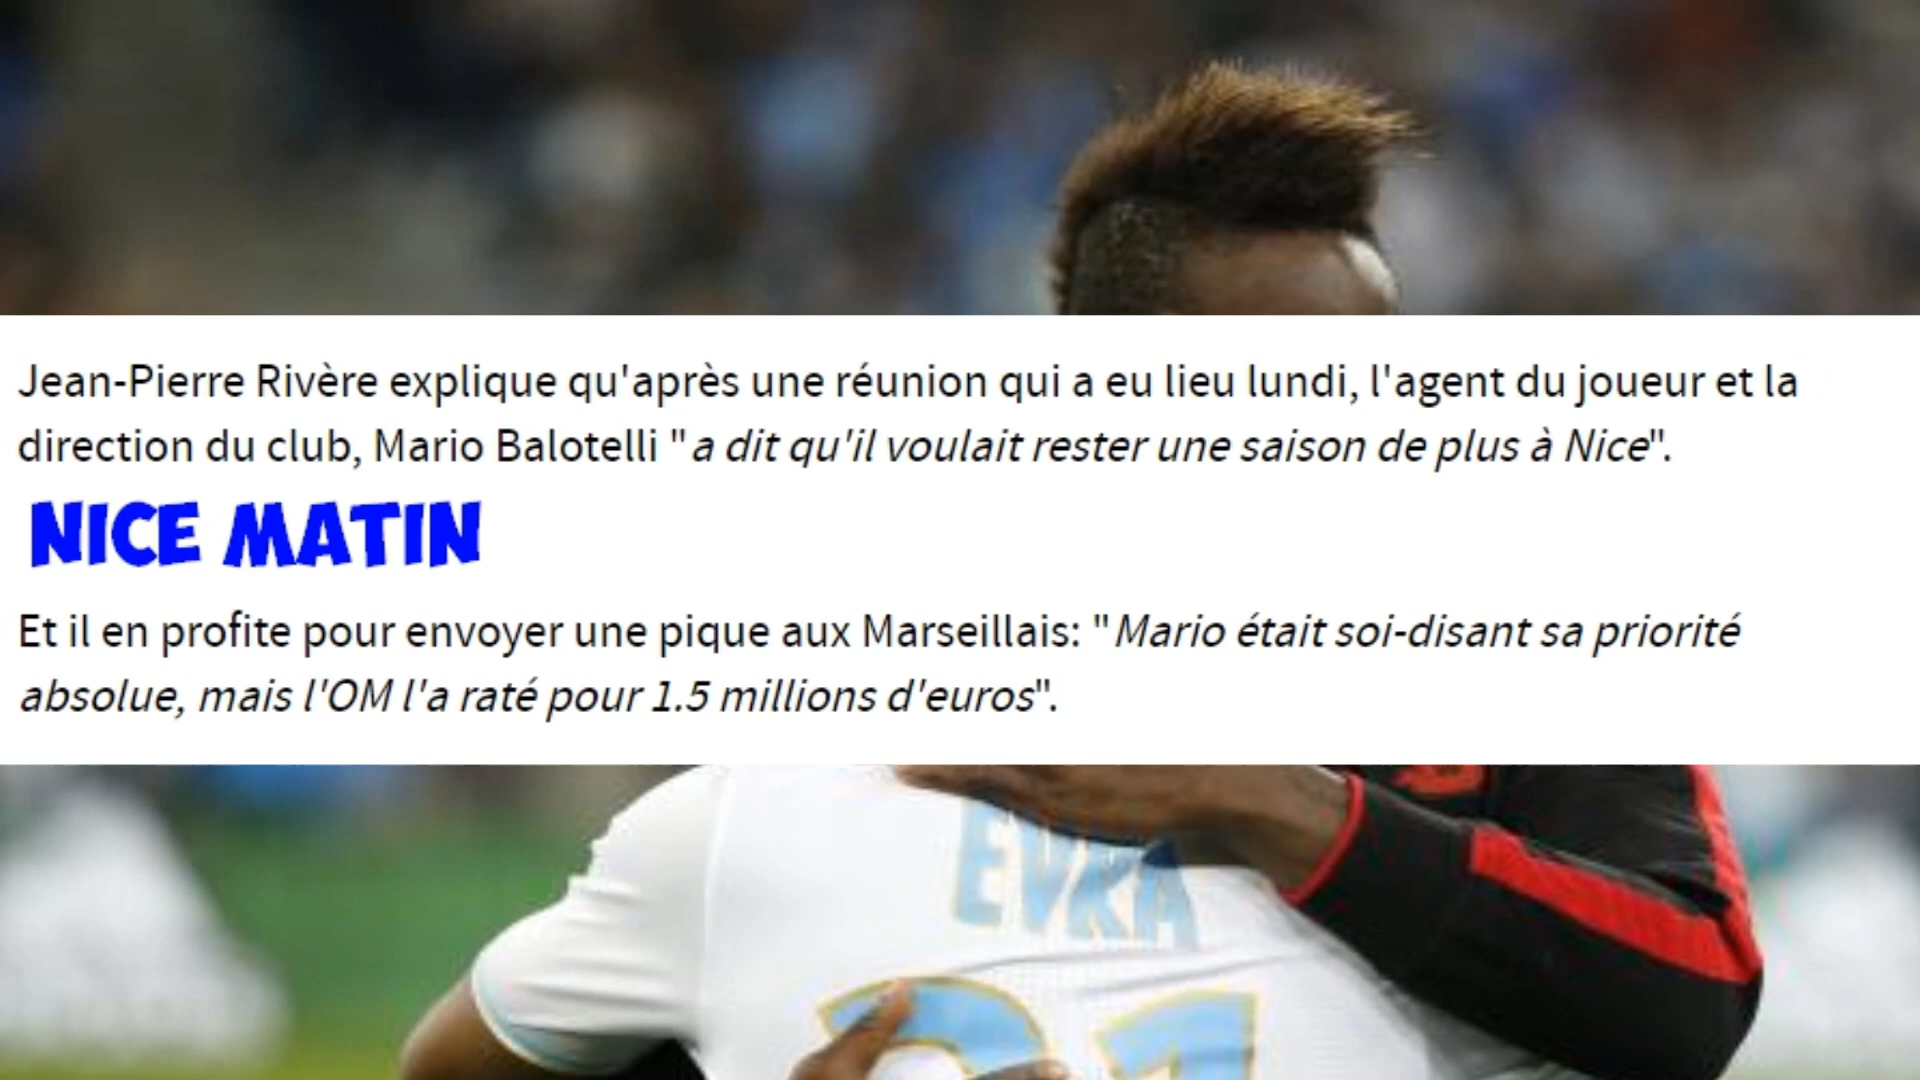 Jean-Pierre Rivère explique qu'après une réunion qui a eu lieu lundi, l'agent du joueur et la
direction du club, Mario Balotelli "a dit qu'il voulait rester une saison de plus à Nice".
NICE MATIN
Et il en profite pour envoyer une pique aux Marseillais: "Mario était soi-disant sa priorité
absolue, mais l'OM l'a raté pour 1.5 millions d'euros".
EVRA
21